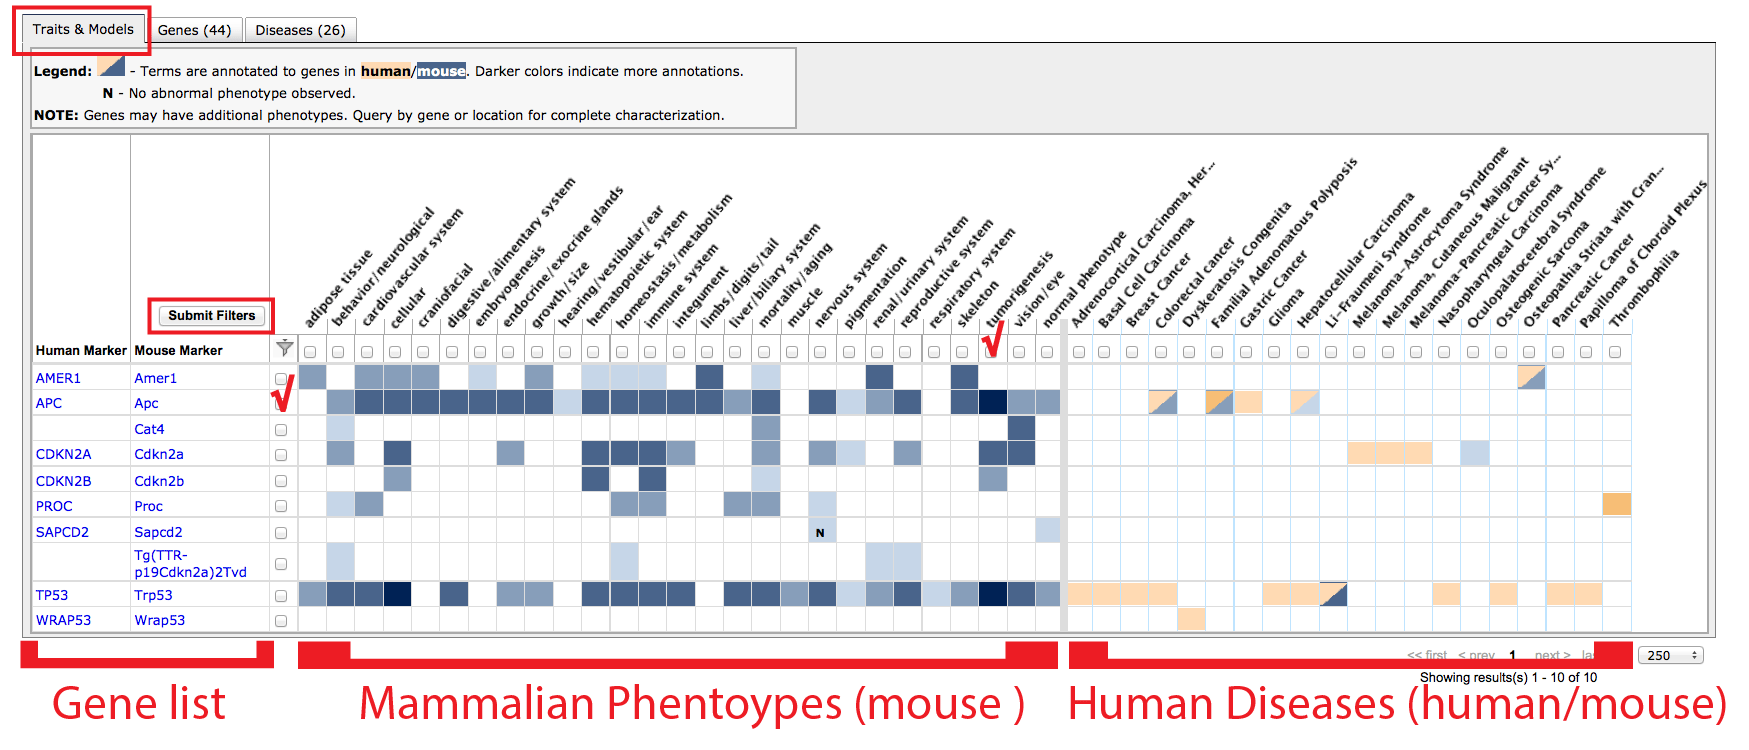 Traits & Models
Genes (44)
Diseases (26)
Legend: - Terms are annotated to genes in human/mouse. Darker colors indicate more annotations.
N - No abnormal phenotype observed.
NOTE: Genes may have additional phenotypes. Query by gene or location for complete characterization.
Submit Filters
Human Marker
Mouse Marker
adipose tissue
behavior/neurological
cardiovascular system
cellular
craniofacial
digestive/alimentary system
embryogenesis
endocrine/exocrine glands
growth/size
hearing/vestibular/ear
hematopoietic system
homeostasis/metabolism
immune system
integument
limbs/digits/tail
liver/biliary system
mortality/aging
muscle
nervous system
pigmentation
renal/urinary system
reproductive system
respiratory system
skeleton
tumorigenesis
vision/eye
normal phenotype
Adrenocortical Carcinoma, Her...
Basal Cell Carcinoma
Breast Cancer
Colorectal cancer
Dyskeratosis Congenita
Familial Adenomatous Polyposis
Gastric Cancer
Glioma
Hepatocellular Carcinoma
Li-Fraumeni Syndrome
Melanoma-Astrocytoma Syndrome
Melanoma, Cutaneous Malignant
Melanoma-Pancreatic Cancer Sy...
Nasopharyngeal Carcinoma
Oculopalatocerebral Syndrome
Osteogenic Sarcoma
Osteopathia Striata with Cran...
Pancreatic Cancer
Papilloma of Choroid Plexus
Thrombophilia
AMER1 Amer1
APC Apc
Cat4
CDKN2A Cdkn2a
CDKN2B Cdkn2b
PROC Proc
SAPCD2 Sapcd2 N
Tg(TTR-
p19Cdkn2a)2Tvd
TP53 Trp53
WRAP53 Wrap53
<< first < prev 1 next >
250
Showing results(s) 1 - 10 of 10
Gene list
Mammalian Phentoypes (mouse )
Human Diseases (human/mouse)